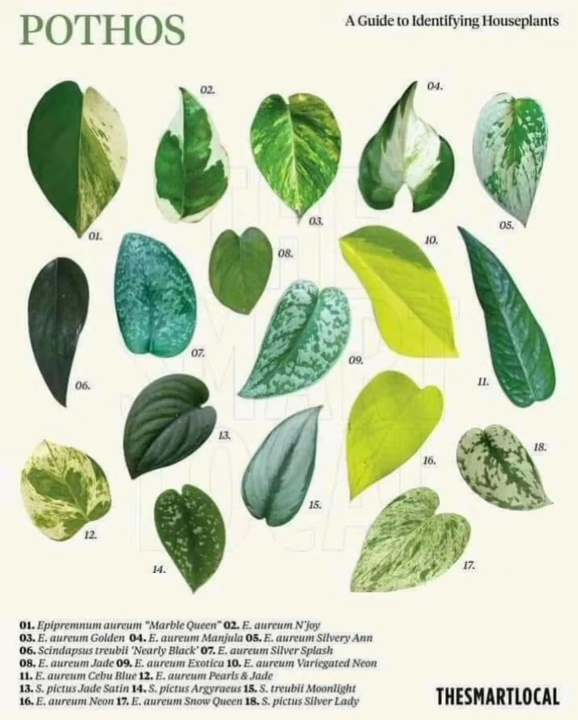 POTHOS
A Guide to Identifying Houseplants
02.
04.
01.
03.
05.
08.
10.
06.
07.
09.
11.
13.
16.
18.
12.
15.
14.
17.
THE
SMART
LOCAL
01. Epipremnum aureum “Marble Queen” 02. E. aureum N’joy
03. E. aureum Golden 04. E. aureum Manjula 05. E. aureum Silvery Ann
06. Scindapsus treubii ‘Nearly Black’ 07. E. aureum Silver Splash
08. E. aureum Jade 09. E. aureum Exotica 10. E. aureum Variegated Neon
11. E. aureum Cebu Blue 12. E. aureum Pearls & Jade
13. S. pictus Jade Satin 14. S. pictus Argyraeus 15. S. treubii Moonlight
16. E. aureum Neon 17. E. aureum Snow Queen 18. S. pictus Silver Lady
THESMARTLOCAL